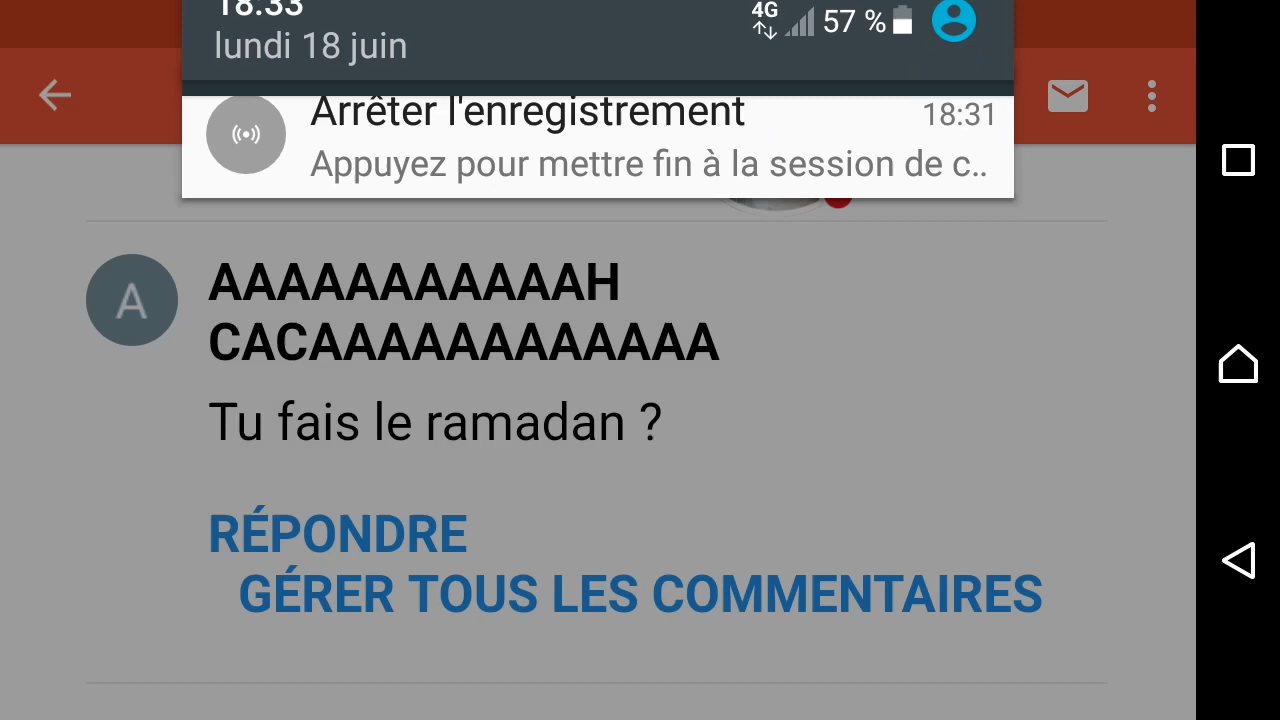 18:33
4G 57 %
lundi 18 juin
Arrêter l'enregistrement 18:31
Appuyez pour mettre fin à la session de c..
A
AAAAAAAAAAAH
CACAAAAAAAAAAAA
Tu fais le ramadan ?
RÉPONDRE
GÉRER TOUS LES COMMENTAIRES